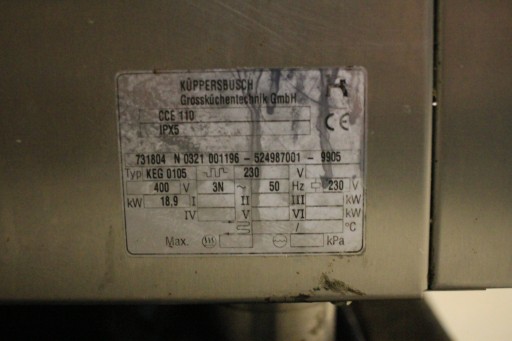 KÜPPERSBUSCH
Grossküchentechnik GmbH
CCE 110
IPX5
CE
731804 N 0321 001196 - 524987001 - 9905
Typ KEG 0105 230 V
400 V 3N ~ 50 Hz 230 V
kW 18,9 I II III kW
IV V VI kW
/ °C
Max. kPa